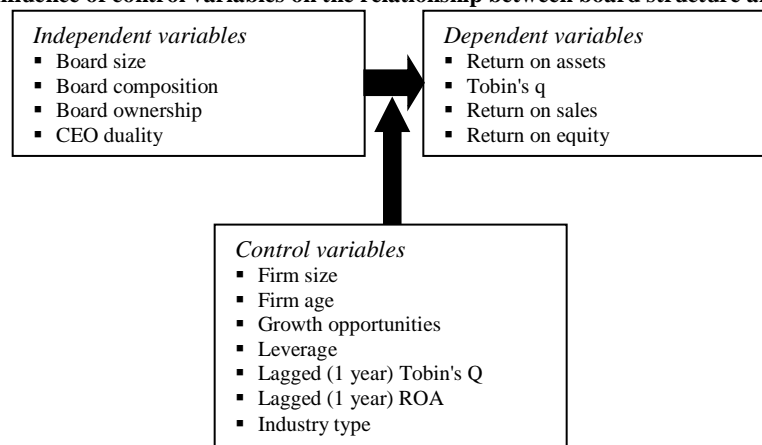 fluence of control variables on the relationship between board structure a
Independent variables
▪ Board size
▪ Board composition
▪ Board ownership
▪ CEO duality
Dependent variables
▪ Return on assets
▪ Tobin's q
▪ Return on sales
▪ Return on equity
Control variables
▪ Firm size
▪ Firm age
▪ Growth opportunities
▪ Leverage
▪ Lagged (1 year) Tobin's Q
▪ Lagged (1 year) ROA
▪ Industry type